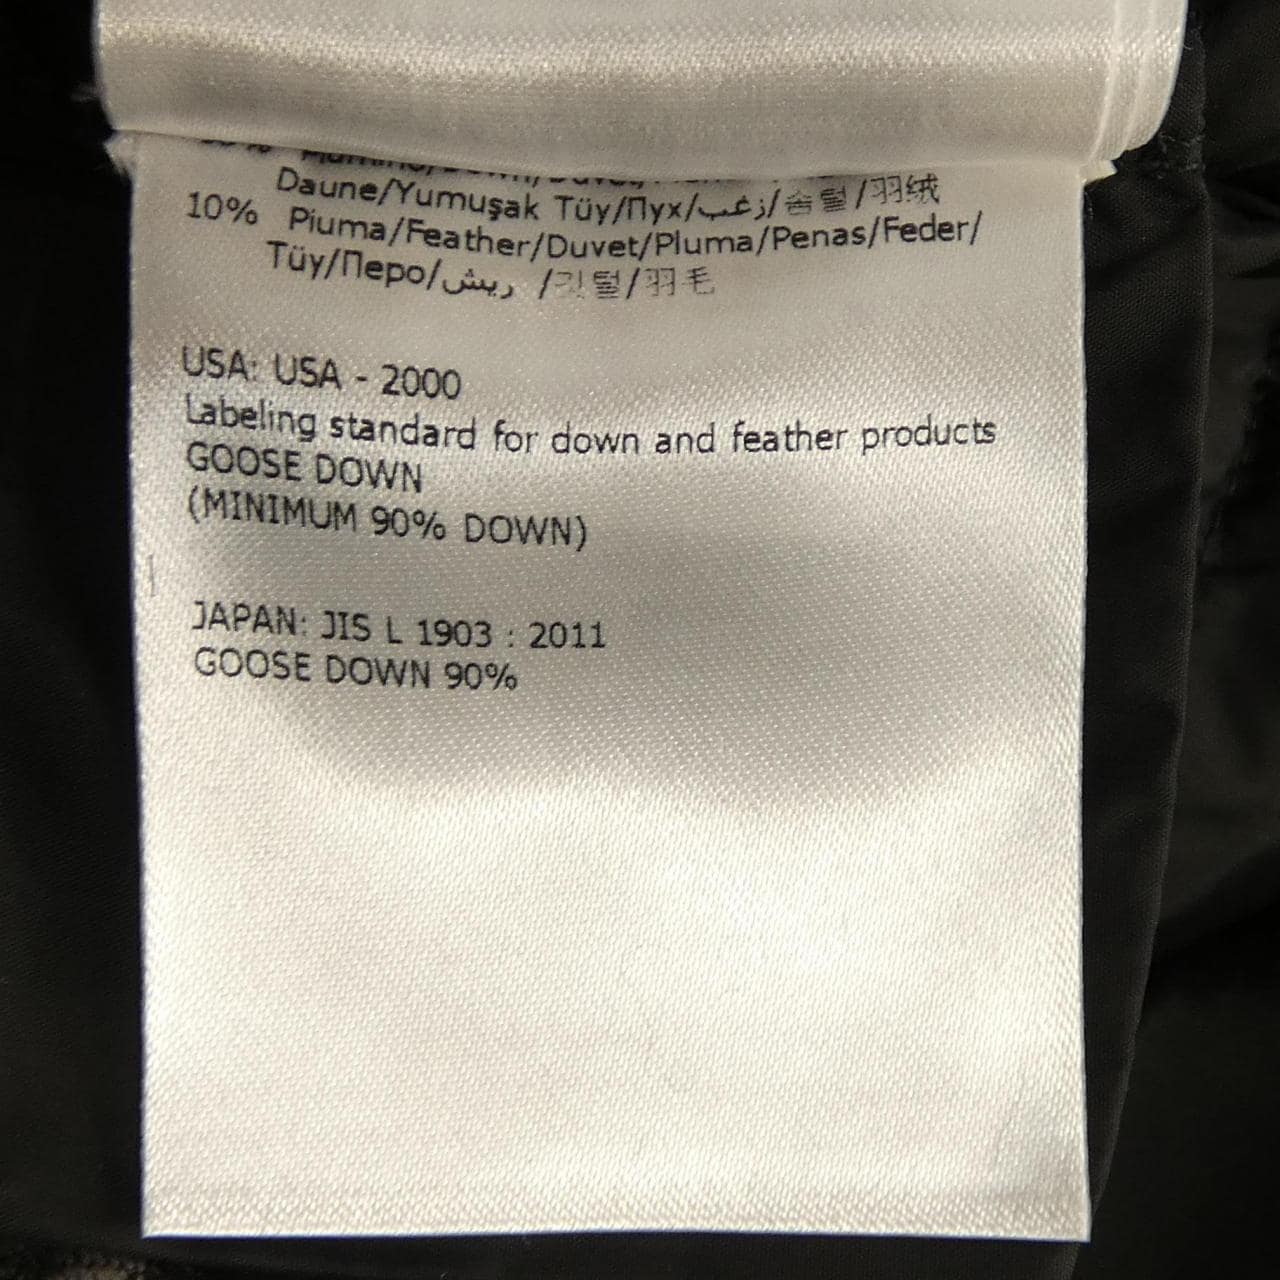 Daune/Yumuşak Tüy/Пух/زغب/솜털/羽绒
10% Piuma/Feather/Duvet/Pluma/Penas/Feder/
Tüy/Перо/ريش /깃털/羽毛
USA: USA - 2000
Labeling standard for down and feather products
GOOSE DOWN
(MINIMUM 90% DOWN)
JAPAN: JIS L 1903 : 2011
GOOSE DOWN 90%